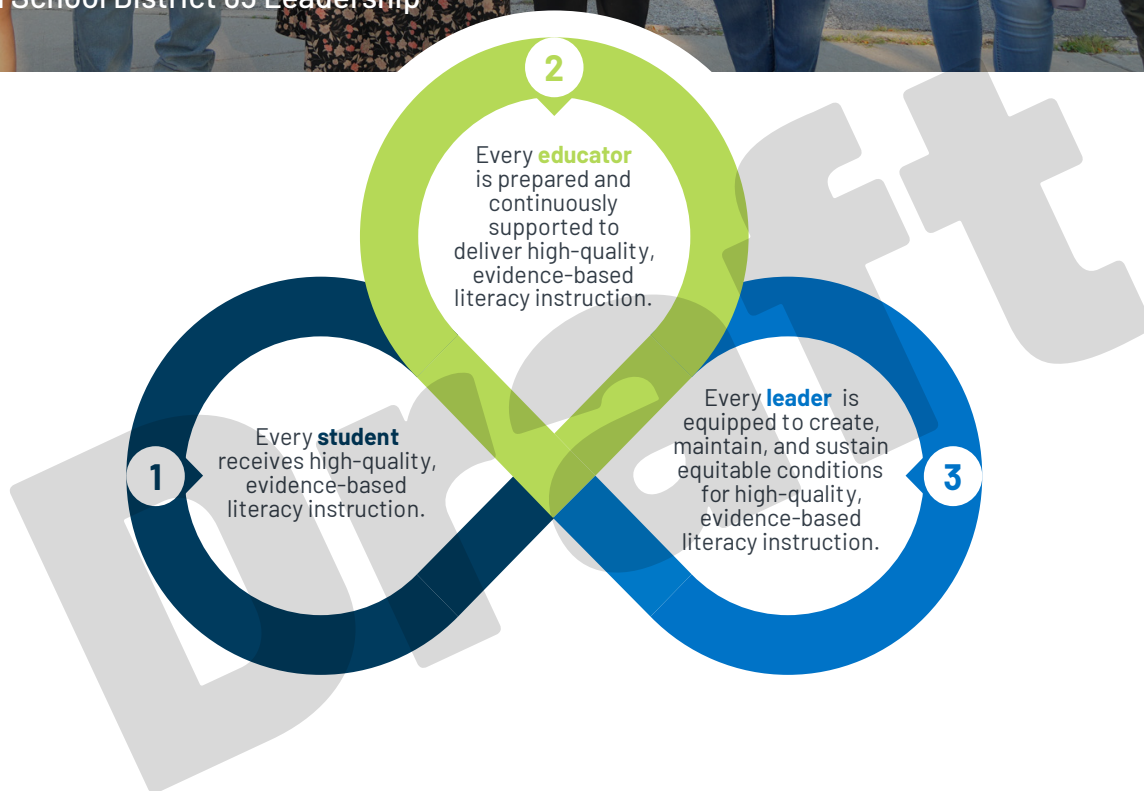 School District 65 Leadership
2
Every educator
is prepared and
continuously
supported to
deliver high-quality,
evidence-based
literacy instruction.
1
Every student
receives high-quality,
evidence-based
literacy instruction.
Every leader is
equipped to create,
maintain, and sustain
equitable conditions
for high-quality,
evidence-based
literacy instruction.
3
Draft